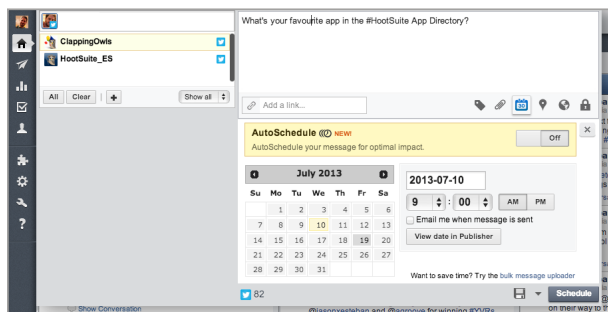 What's your favourite app in the #HootSuite App Directory?
ClappingOwls
HootSuite_ES
All Clear + Show all
Add a link...
30
AutoSchedule NEW!
AutoSchedule your message for optimal impact.
Off
July 2013
Su Mo Tu We Th Fr Sa
1 2 3 4 5 6
7 8 9 10 11 12 13
14 15 16 17 18 19 20
21 22 23 24 25 26 27
28 29 30 31
2013-07-10
9 : 00 AM PM
Email me when message is sent
View date in Publisher
Want to save time? Try the bulk message uploader
82
Schedule
Show Conversation
on their way to